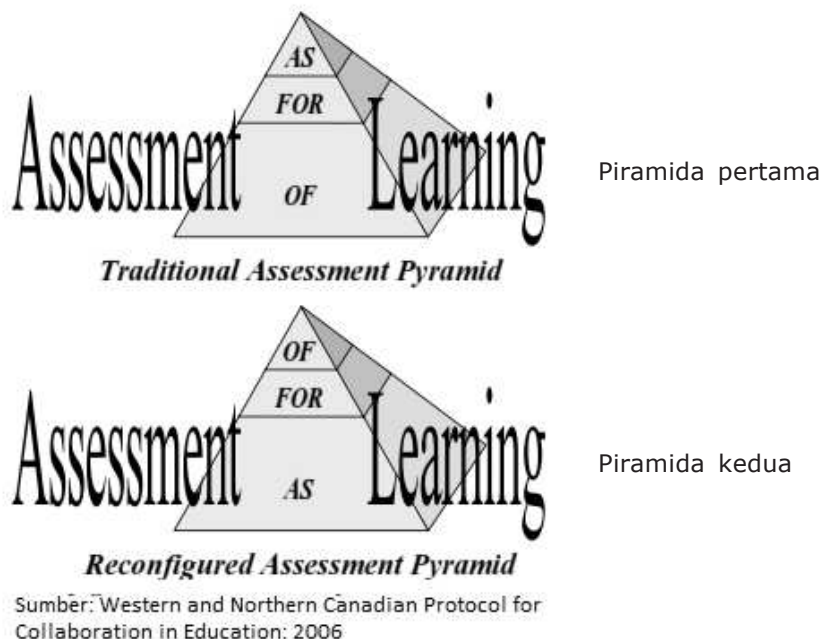 AS
FOR
Assessment OF Learning
Piramida pertama
Traditional Assessment Pyramid
OF
FOR
Assessment AS Learning
Piramida kedua
Reconfigured Assessment Pyramid
Sumber: Western and Northern Canadian Protocol for
Collaboration in Education: 2006